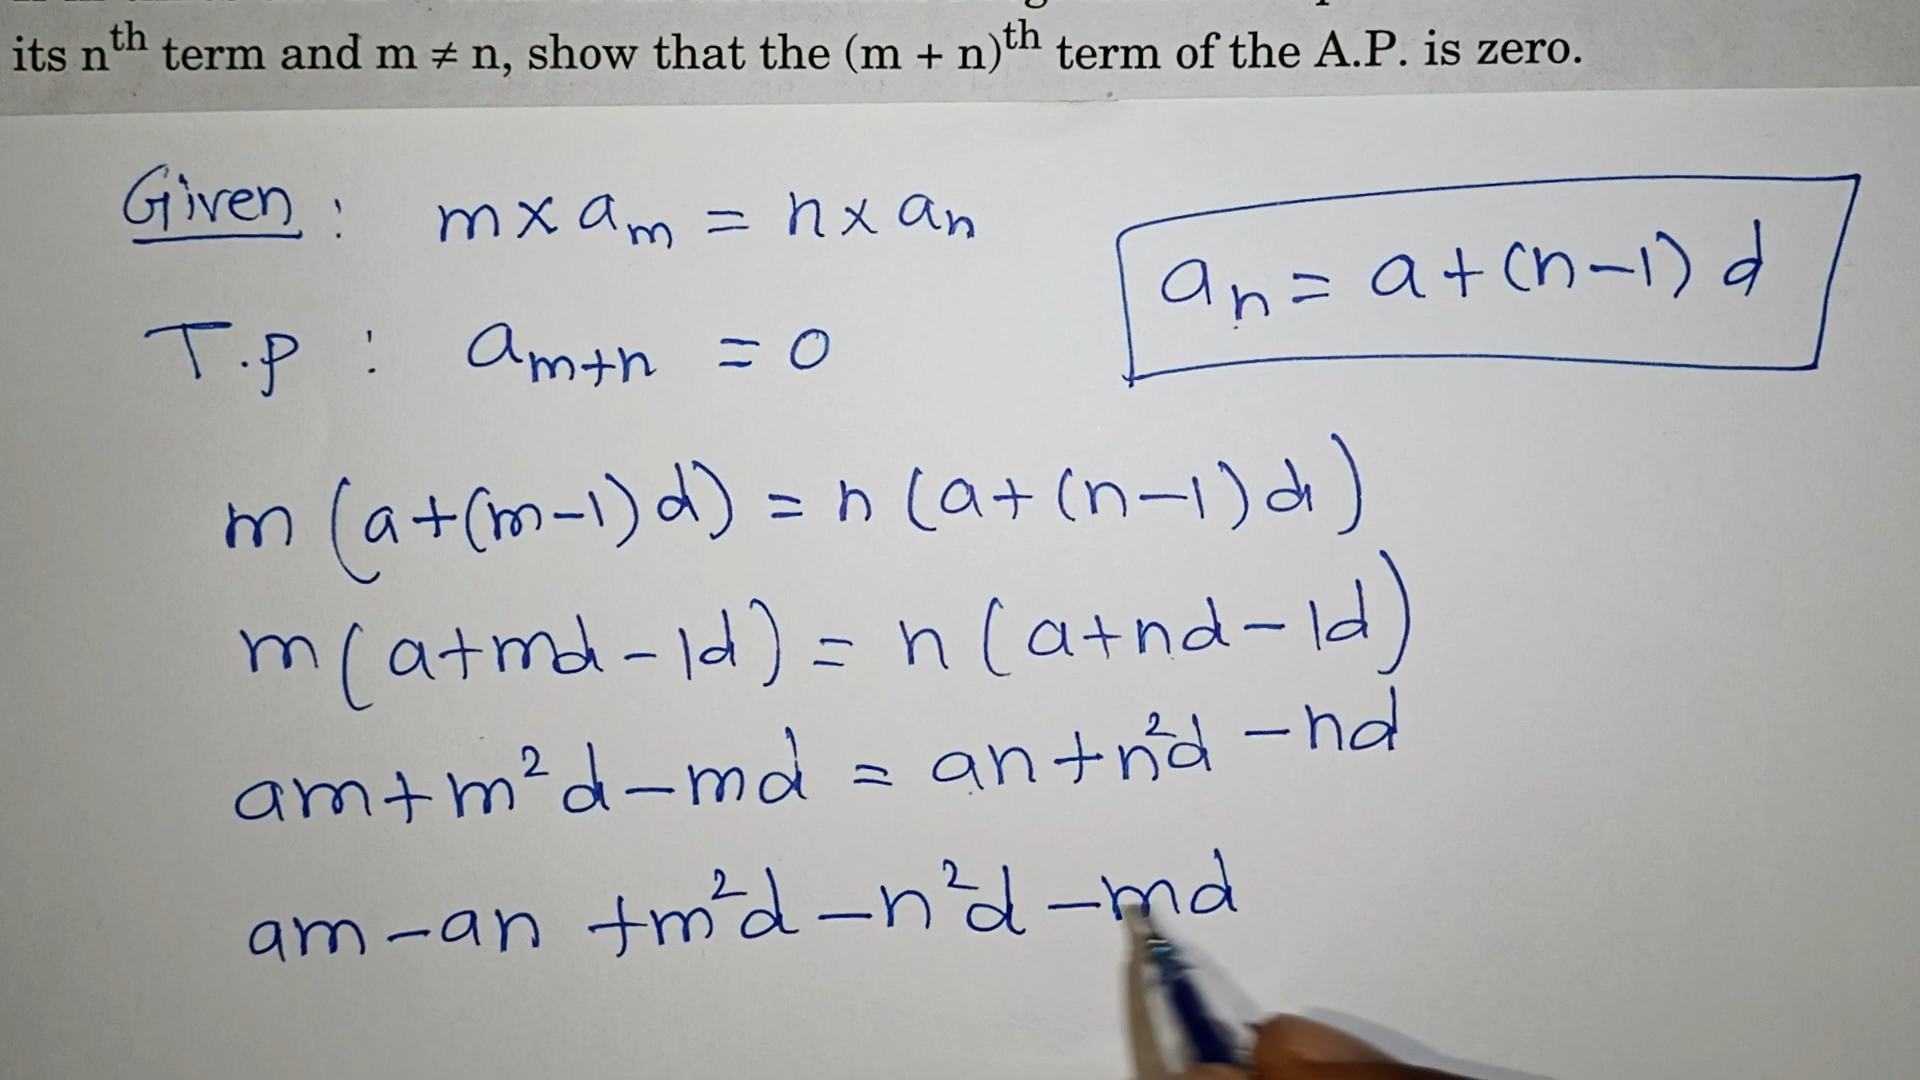 its nth term and m ≠ n, show that the (m + n)th term of the A.P. is zero.
Given : m × am = n × an
an = a + (n-1) d
T.P : am+n = 0
m (a+(m-1)d) = n (a+(n-1)d)
m(a+md-1d) = n(a+nd-1d)
am+m²d-md = an+n²d-nd
am-an +m²d-n²d-md